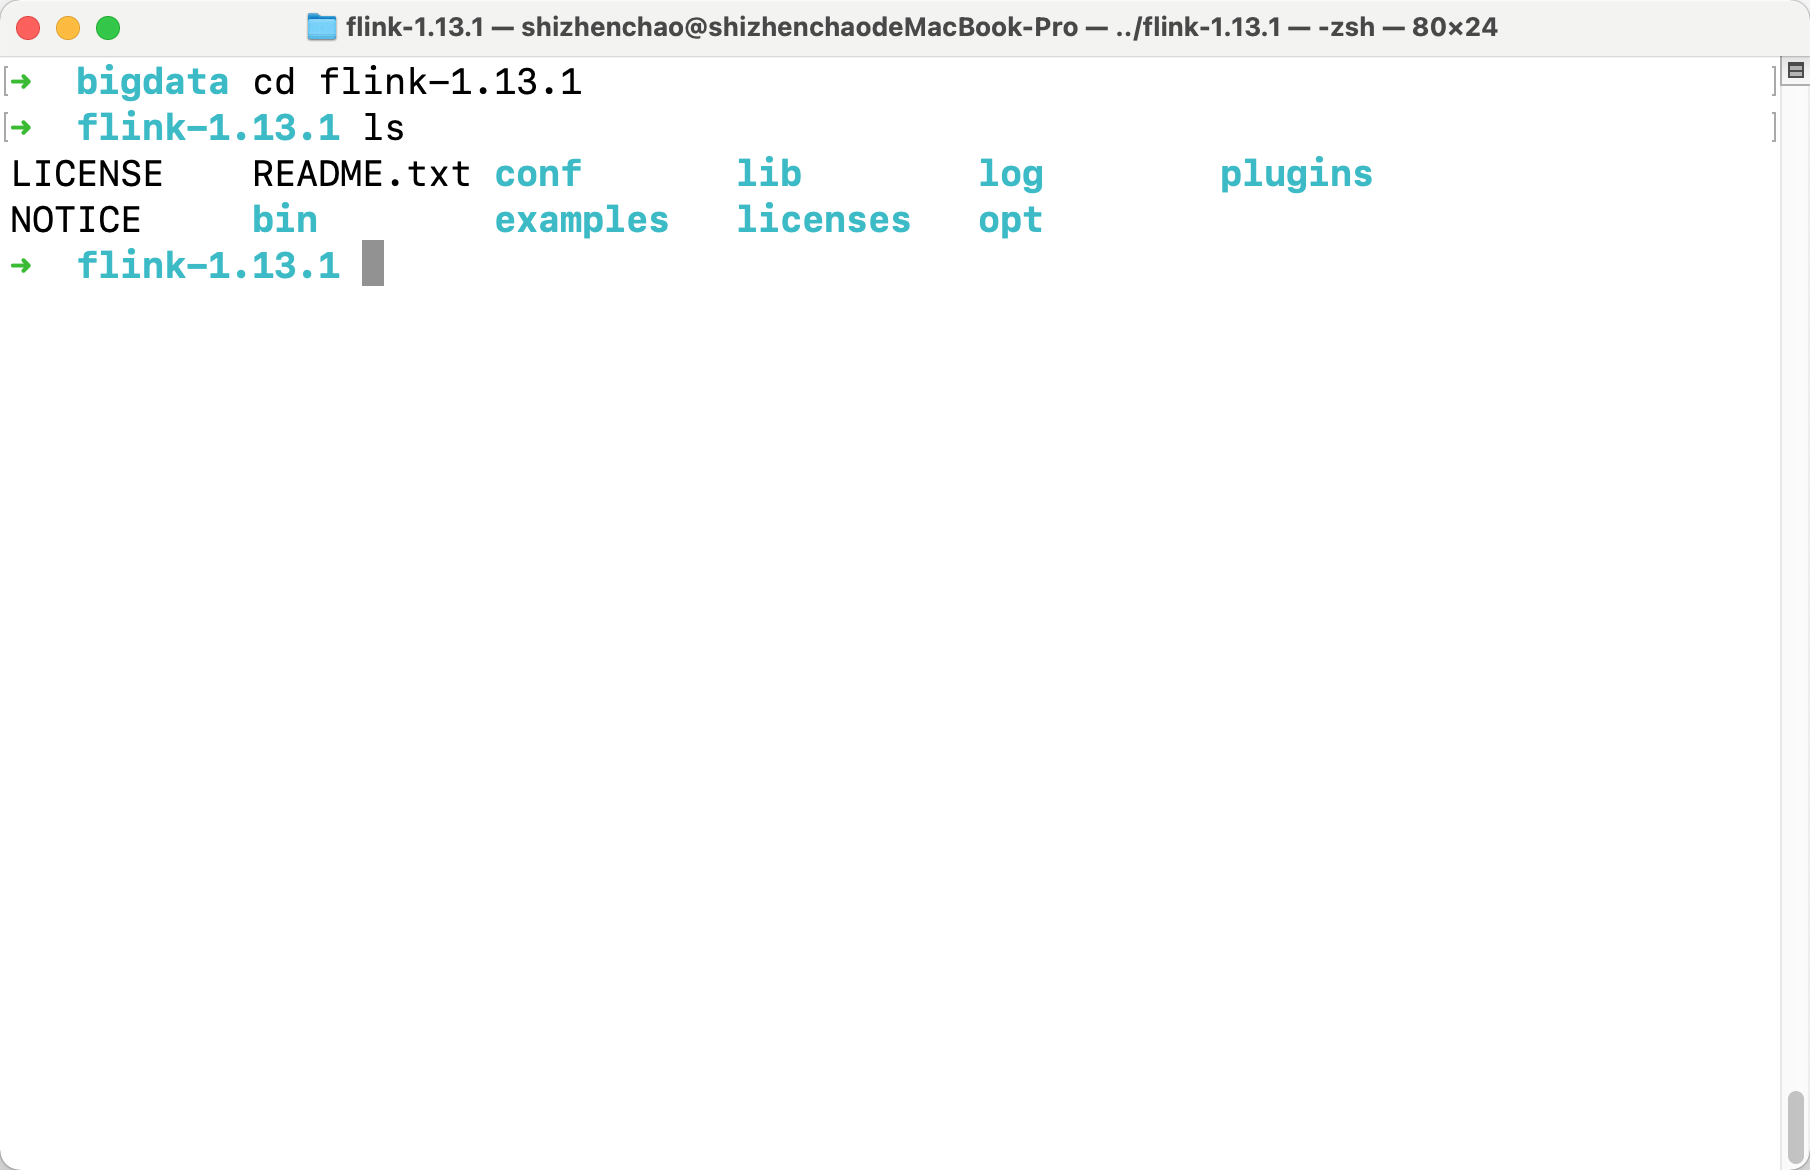 flink-1.13.1 — shizhenchao@shizhenchaodeMacBook-Pro — ../flink-1.13.1 — -zsh — 80×24
[➜  bigdata cd flink-1.13.1 ]
[➜  flink-1.13.1 ls ]
LICENSE    README.txt conf       lib        log        plugins
NOTICE     bin        examples   licenses   opt
➜  flink-1.13.1